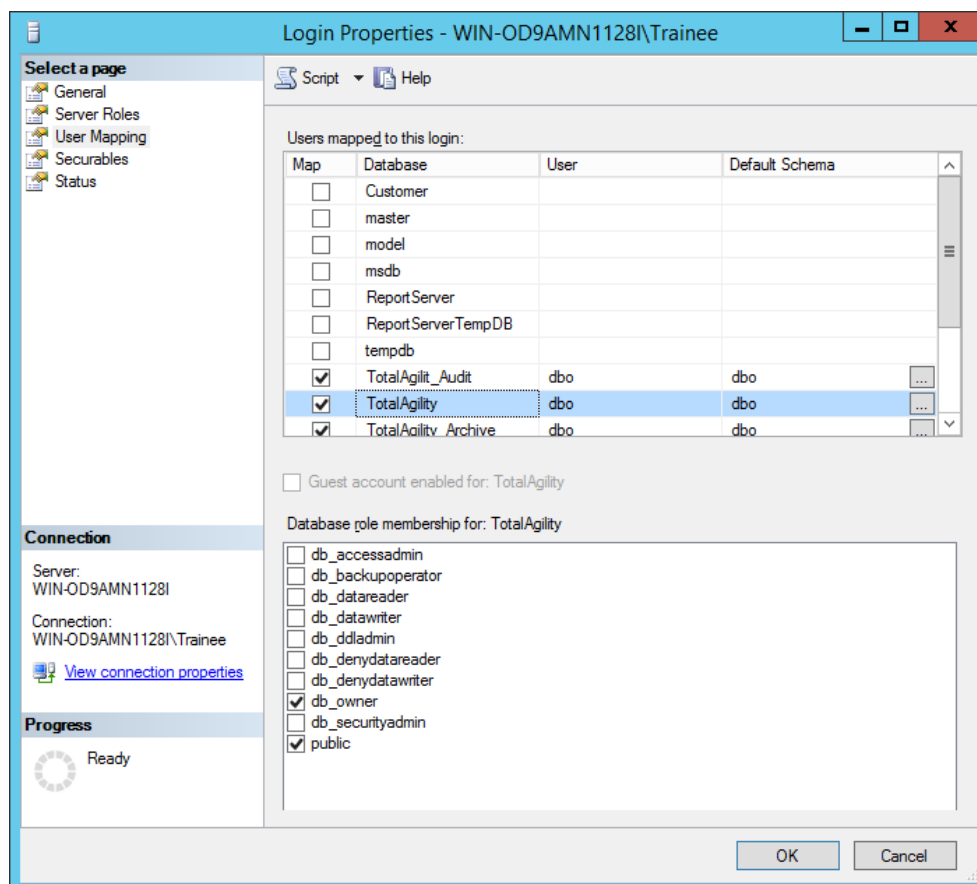 Login Properties - WIN-OD9AMN1128I\Trainee
Select a page
General
Server Roles
User Mapping
Securables
Status
Script
Help
Users mapped to this login:
Map Database User Default Schema
Customer
master
model
msdb
ReportServer
ReportServerTempDB
tempdb
TotalAgilit_Audit dbo dbo ...
TotalAgility dbo dbo ...
TotalAgility_Archive dbo dbo ...
Guest account enabled for: TotalAgility
Database role membership for: TotalAgility
db_accessadmin
db_backupoperator
db_datareader
db_datawriter
db_ddladmin
db_denydatareader
db_denydatawriter
db_owner
db_securityadmin
public
Connection
Server:
WIN-OD9AMN1128I
Connection:
WIN-OD9AMN1128I\Trainee
View connection properties
Progress
Ready
OK
Cancel